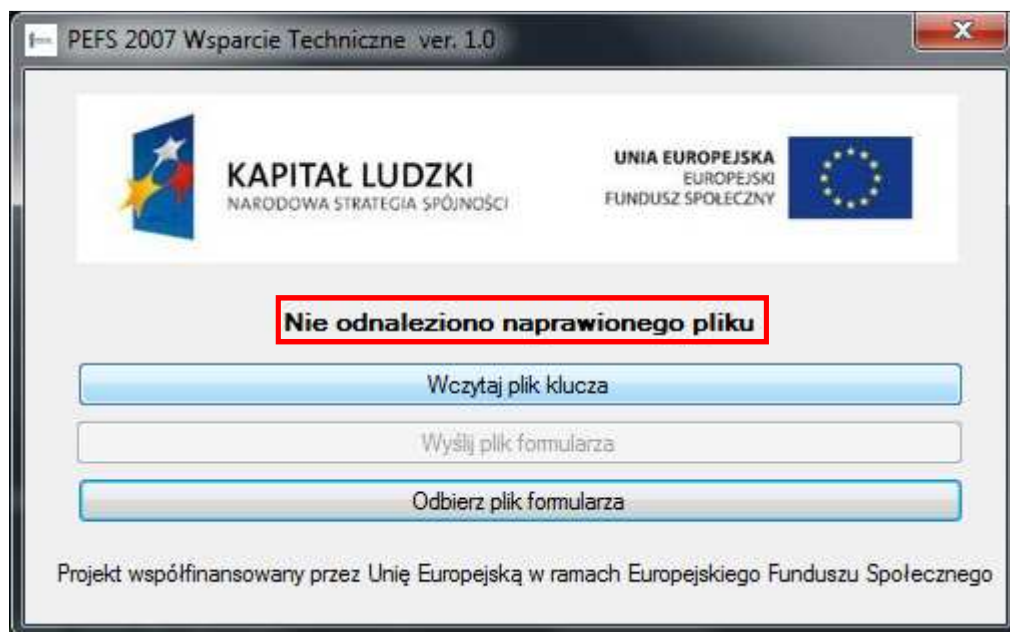 PEFS 2007 Wsparcie Techniczne ver. 1.0
KAPITAŁ LUDZKI
NARODOWA STRATEGIA SPÓJNOŚCI
UNIA EUROPEJSKA
EUROPEJSKI
FUNDUSZ SPOŁECZNY
Nie odnaleziono naprawionego pliku
Wczytaj plik klucza
Wyślij plik formularza
Odbierz plik formularza
Projekt współfinansowany przez Unię Europejską w ramach Europejskiego Funduszu Społecznego